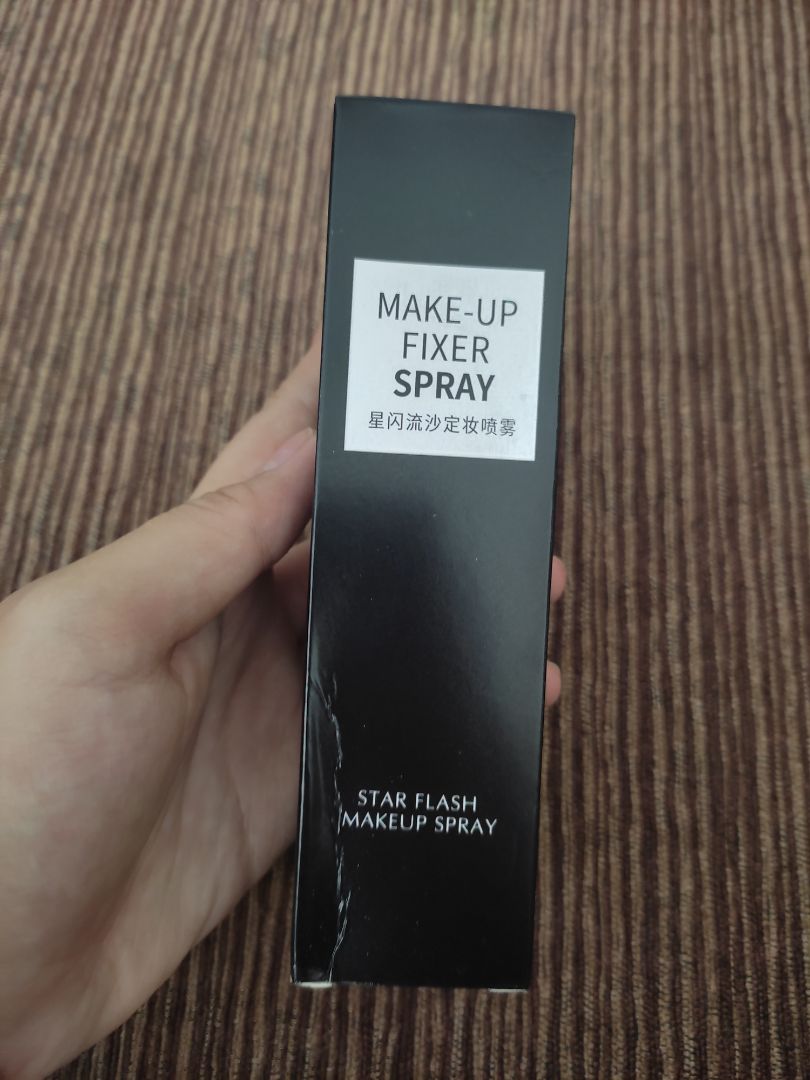 MAKE-UP
FIXER
SPRAY
星闪流沙定妆喷雾
STAR FLASH
MAKEUP SPRAY